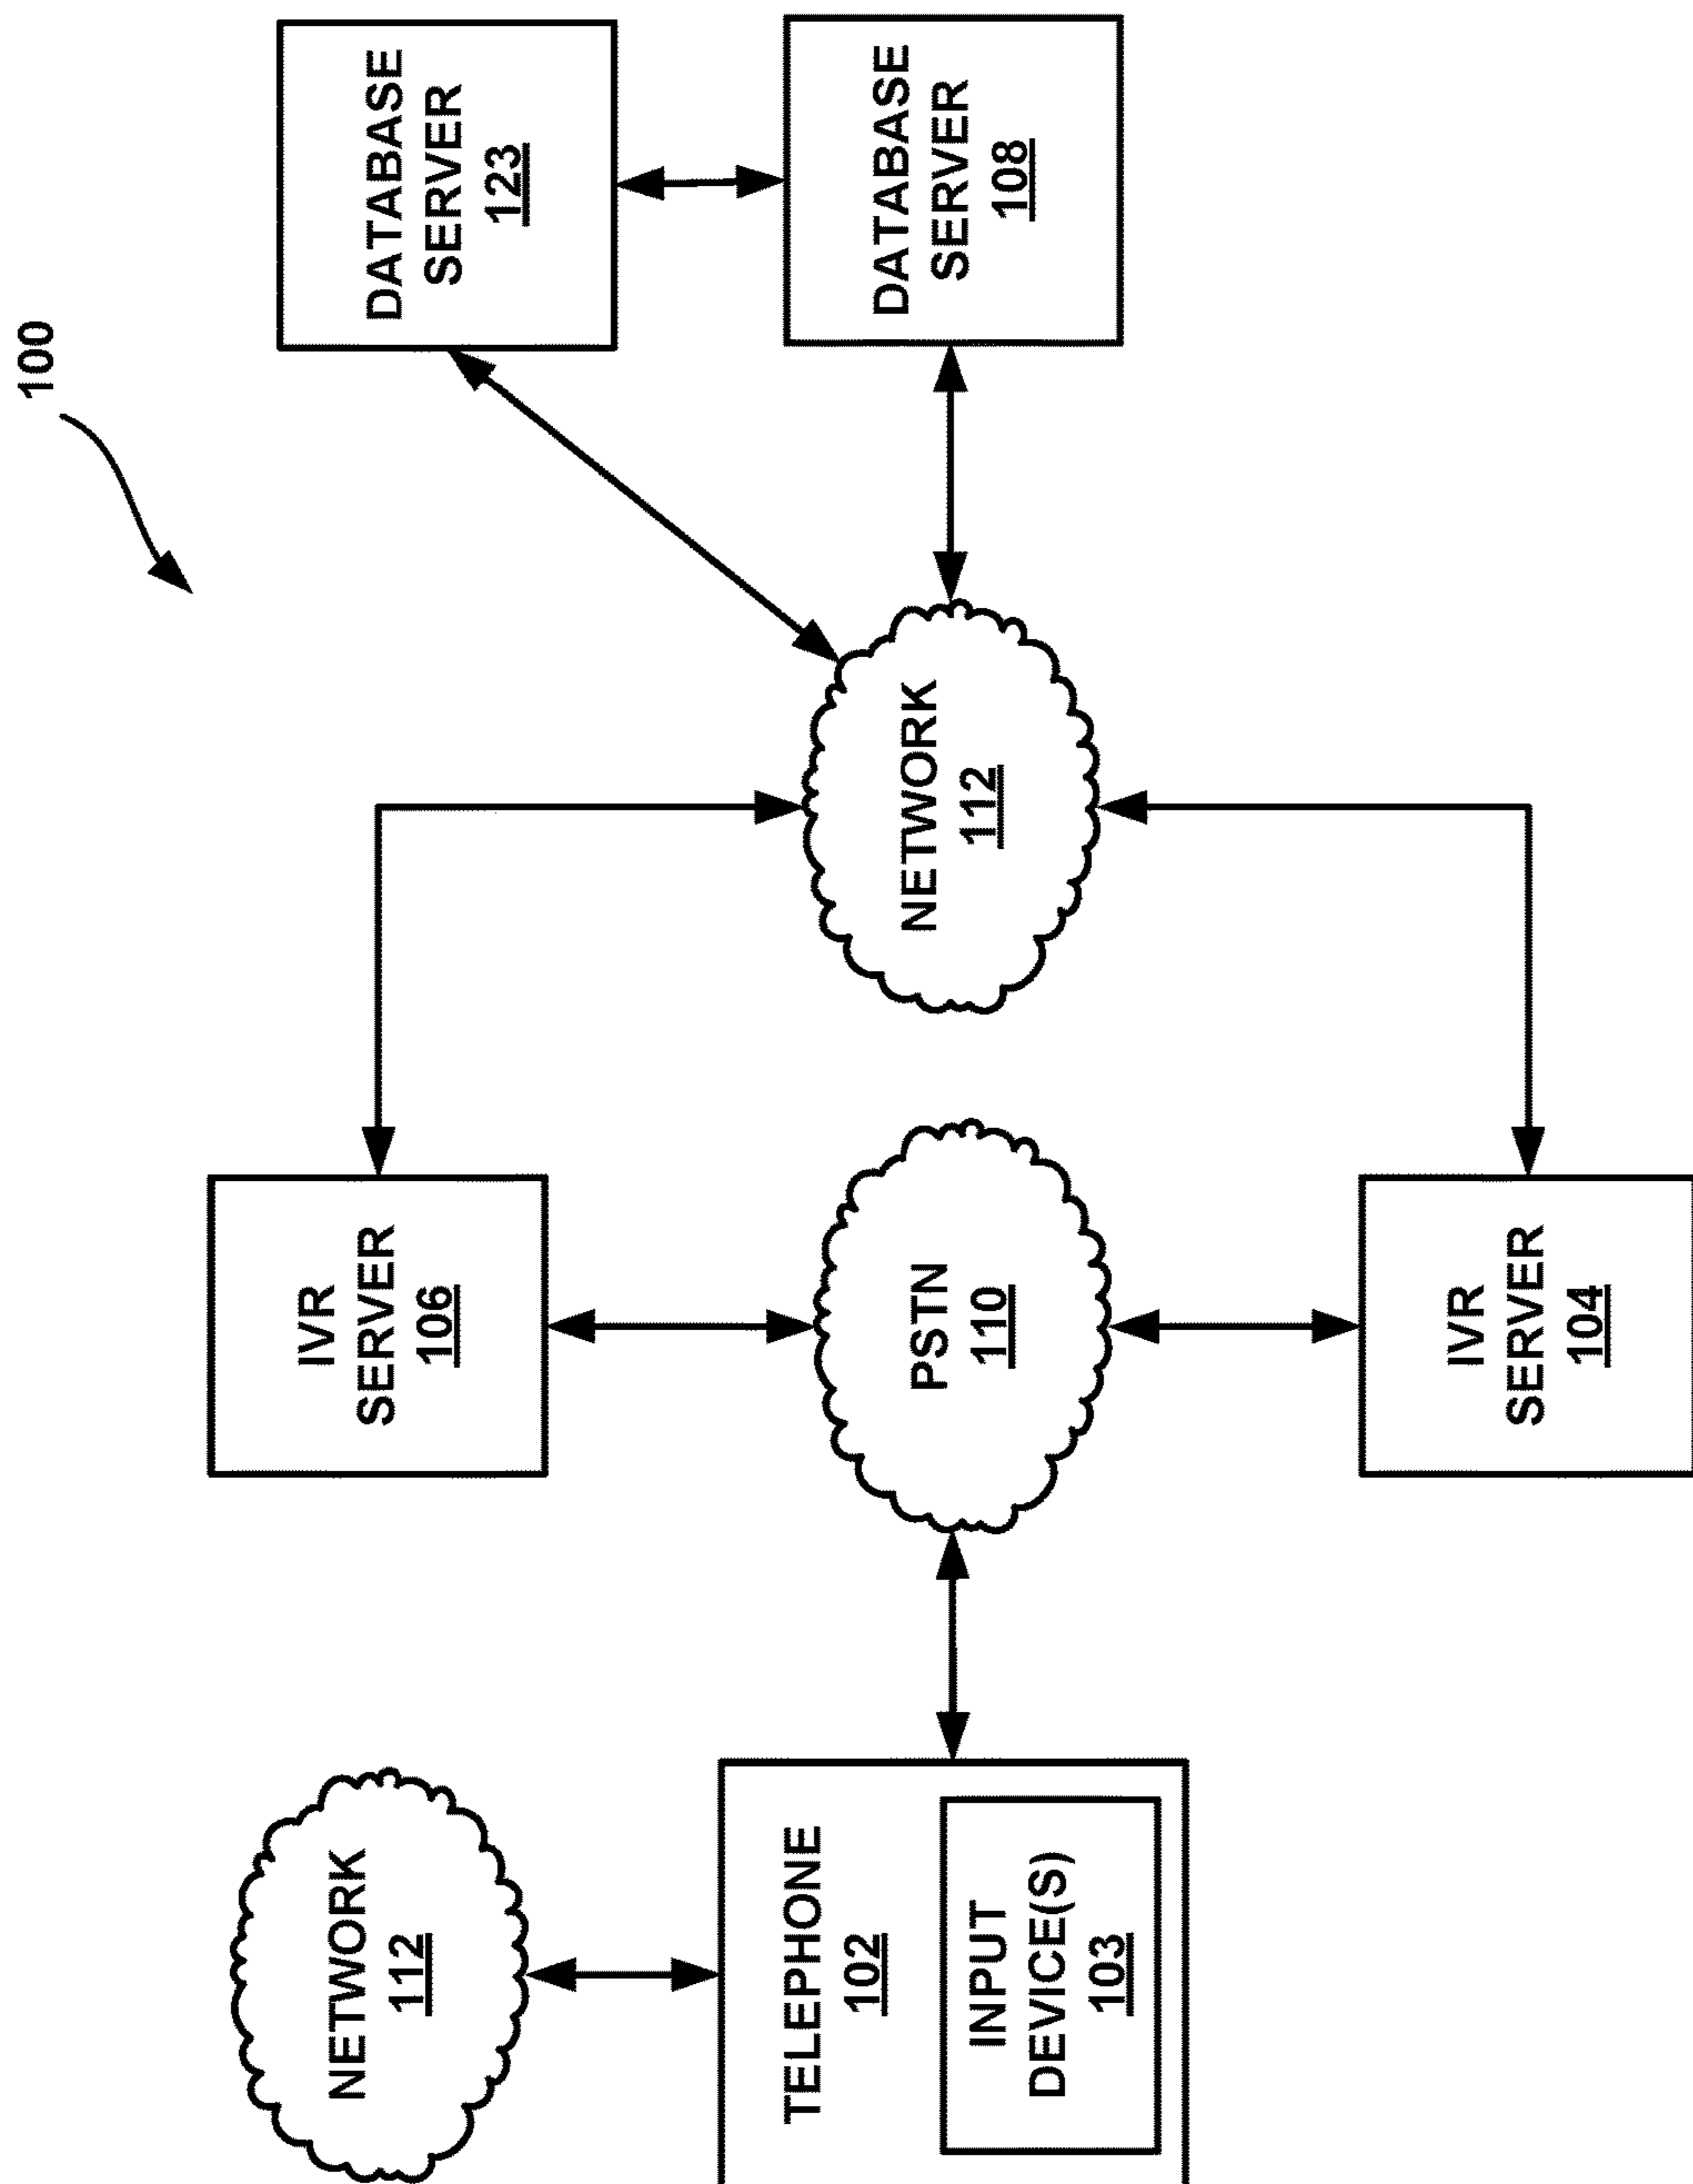 100
NETWORK
112
IVR
SERVER
106
DATABASE
SERVER
123
TELEPHONE
102
INPUT
DEVICE(S)
103
PSTN
110
NETWORK
112
DATABASE
SERVER
108
IVR
SERVER
104